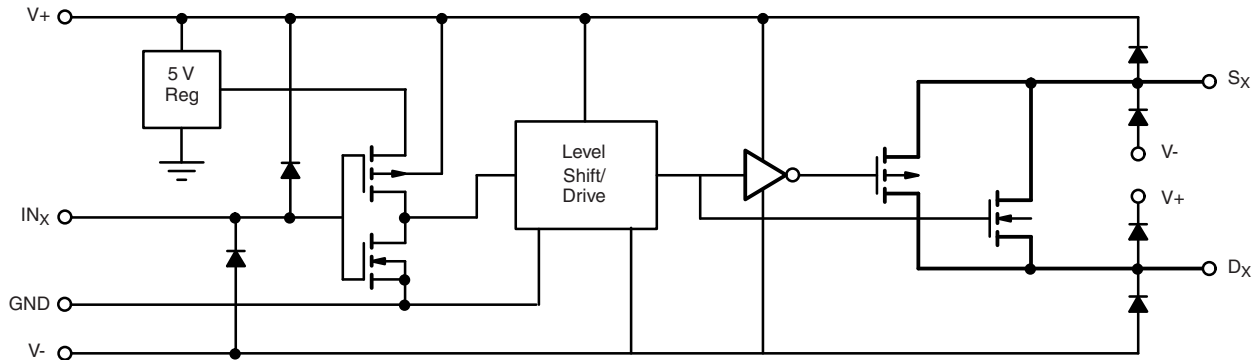 V+
5 V
Reg
Level
Shift/
Drive
SX
V-
V+
INX
DX
GND
V-